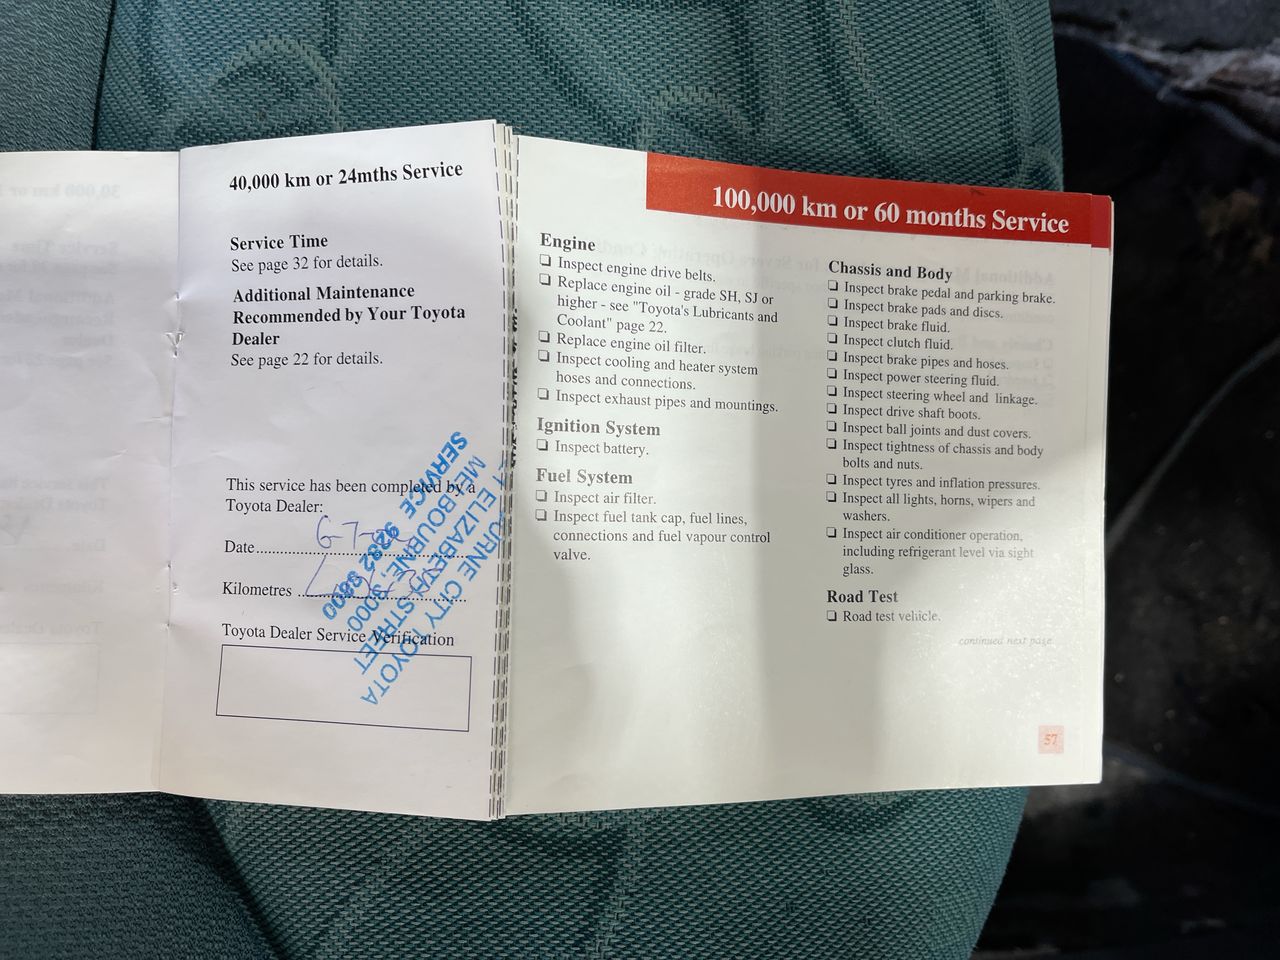 40,000 km or 24mths Service
Service Time
See page 32 for details.
Additional Maintenance
Recommended by Your Toyota
Dealer
See page 22 for details.
This service has been completed by a
Toyota Dealer:
Date
Kilometres
Toyota Dealer Service Verification
CITY TOYOTA
ELIZABETH STREET
MELBOURNE, 3000
SERVICE 9282 8800
100,000 km or 60 months Service
Engine
Inspect engine drive belts.
Replace engine oil - grade SH, SJ or
higher - see "Toyota's Lubricants and
Coolant" page 22.
Replace engine oil filter.
Inspect cooling and heater system
hoses and connections.
Inspect exhaust pipes and mountings.
Ignition System
Inspect battery.
Fuel System
Inspect air filter.
Inspect fuel tank cap, fuel lines,
connections and fuel vapour control
valve.
Chassis and Body
Inspect brake pedal and parking brake.
Inspect brake pads and discs.
Inspect brake fluid.
Inspect clutch fluid.
Inspect brake pipes and hoses.
Inspect power steering fluid.
Inspect steering wheel and linkage.
Inspect drive shaft boots.
Inspect ball joints and dust covers.
Inspect tightness of chassis and body
bolts and nuts.
Inspect tyres and inflation pressures.
Inspect all lights, horns, wipers and
washers.
Inspect air conditioner operation,
including refrigerant level via sight
glass.
Road Test
Road test vehicle.
continued next page
57